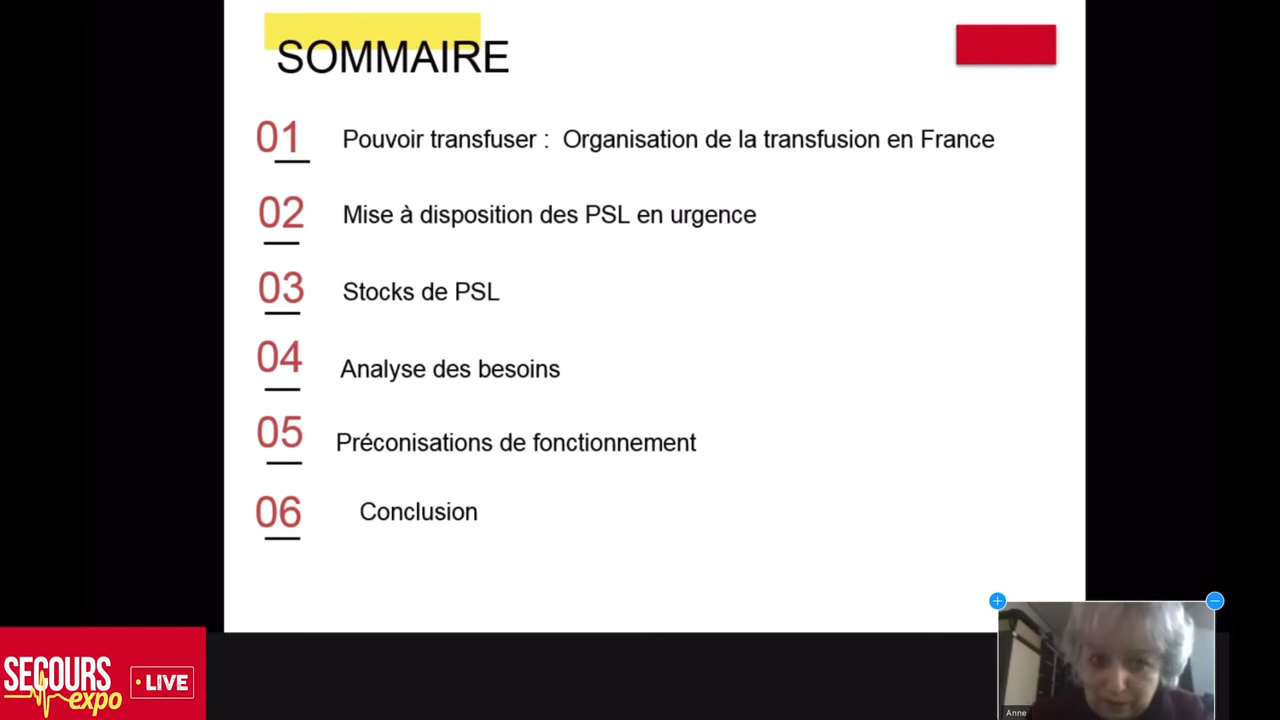 SOMMAIRE
01 Pouvoir transfuser : Organisation de la transfusion en France
02 Mise à disposition des PSL en urgence
03 Stocks de PSL
04 Analyse des besoins
05 Préconisations de fonctionnement
06 Conclusion
SECOURS
expo
LIVE
Anne